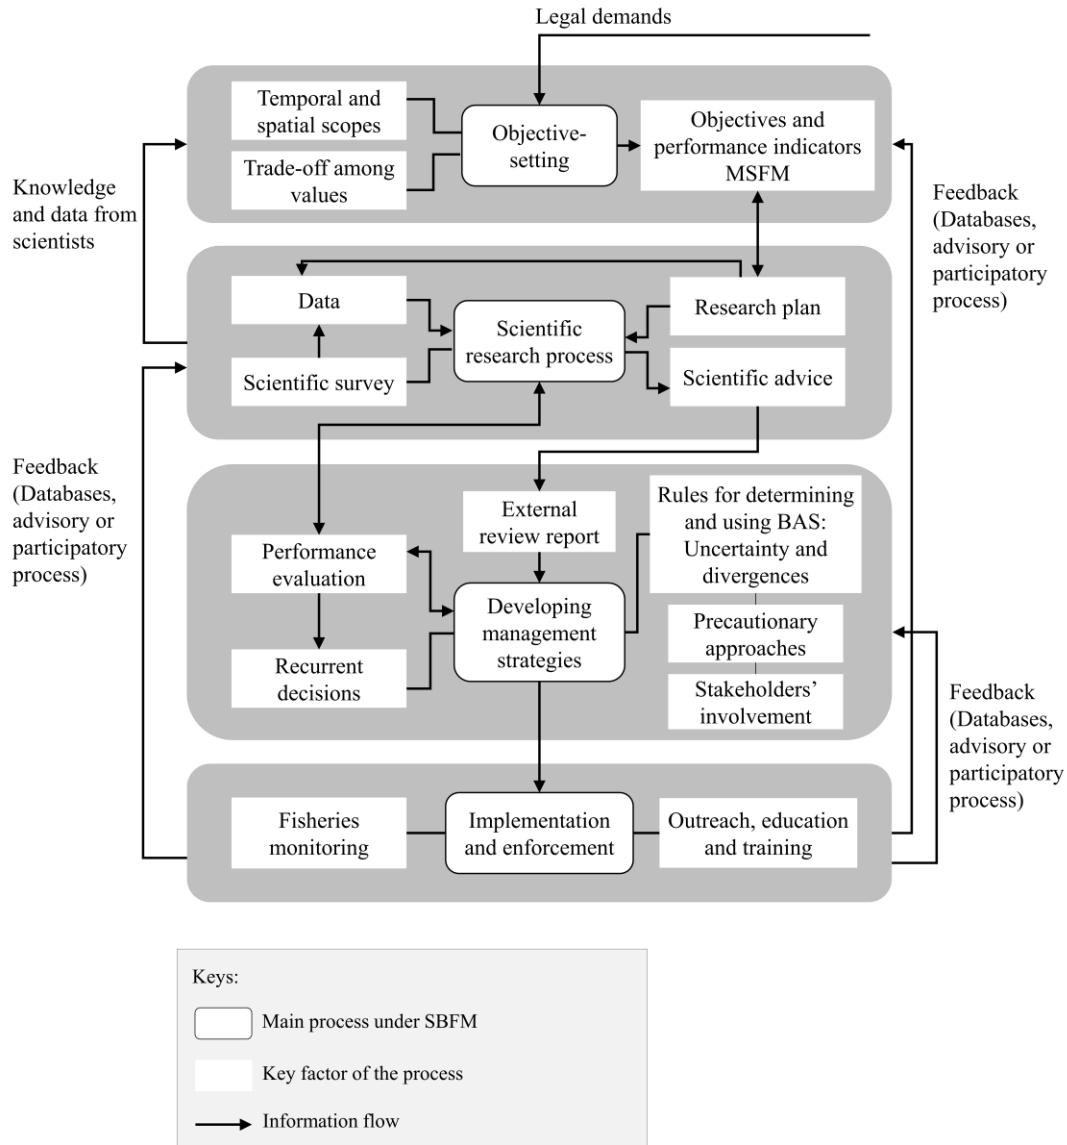 Legal demands
Temporal and
spatial scopes
Trade-off among
values
Objective-
setting
Objectives and
performance indicators
MSFM
Knowledge
and data from
scientists
Feedback
(Databases,
advisory or
participatory
process)
Data
Scientific survey
Scientific
research process
Research plan
Scientific advice
Feedback
(Databases,
advisory or
participatory
process)
External
review report
Performance
evaluation
Recurrent
decisions
Developing
management
strategies
Rules for determining
and using BAS:
Uncertainty and
divergences
Precautionary
approaches
Stakeholders’
involvement
Feedback
(Databases,
advisory or
participatory
process)
Fisheries
monitoring
Implementation
and enforcement
Outreach, education
and training
Keys:
Main process under SBFM
Key factor of the process
Information flow